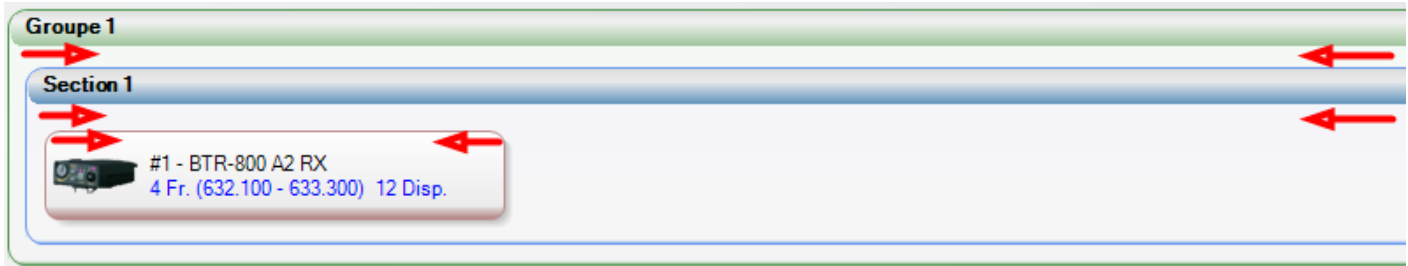 Groupe 1
Section 1
#1 - BTR-800 A2 RX
4 Fr. (632.100 - 633.300) 12 Disp.